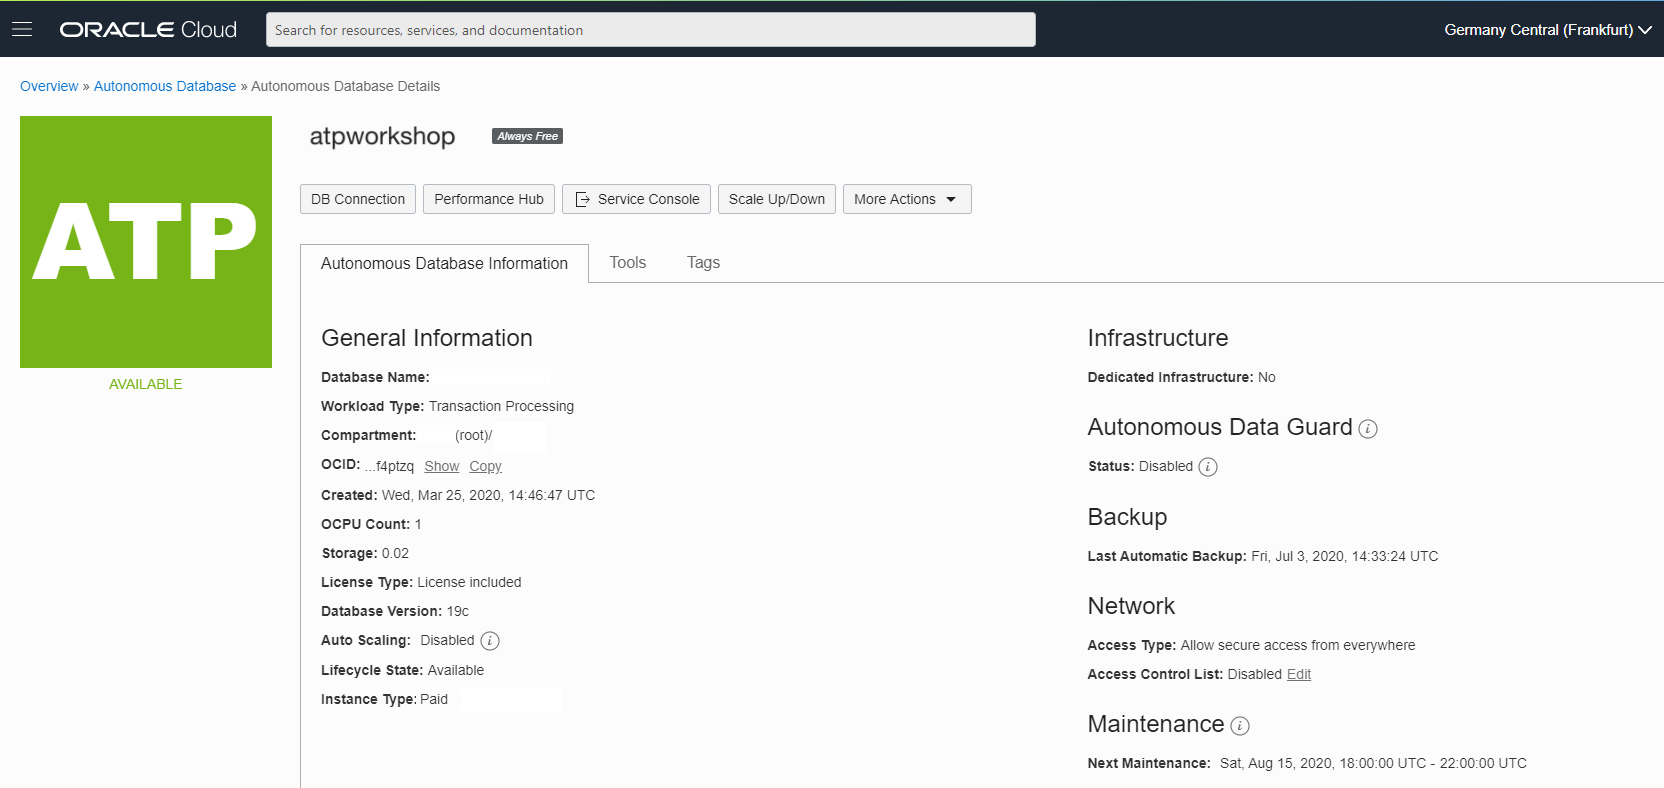 ORACLE Cloud
Search for resources, services, and documentation
Germany Central (Frankfurt)
Overview » Autonomous Database » Autonomous Database Details
ATP
AVAILABLE
atpworkshop Always Free
DB Connection Performance Hub Service Console Scale Up/Down More Actions
Autonomous Database Information Tools Tags
General Information
Database Name:
Workload Type: Transaction Processing
Compartment: (root)/
OCID: ...f4ptzq Show Copy
Created: Wed, Mar 25, 2020, 14:46:47 UTC
OCPU Count: 1
Storage: 0.02
License Type: License included
Database Version: 19c
Auto Scaling: Disabled i
Lifecycle State: Available
Instance Type: Paid
Infrastructure
Dedicated Infrastructure: No
Autonomous Data Guard i
Status: Disabled i
Backup
Last Automatic Backup: Fri, Jul 3, 2020, 14:33:24 UTC
Network
Access Type: Allow secure access from everywhere
Access Control List: Disabled Edit
Maintenance i
Next Maintenance: Sat, Aug 15, 2020, 18:00:00 UTC - 22:00:00 UTC